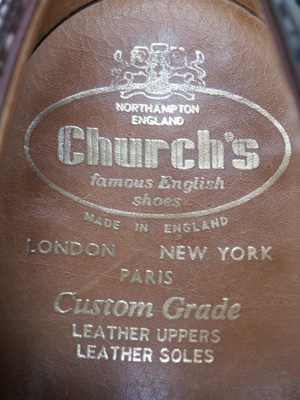 NORTHAMPTON
ENGLAND
Church's
famous English
shoes
MADE IN ENGLAND
LONDON NEW YORK
PARIS
Custom Grade
LEATHER UPPERS
LEATHER SOLES